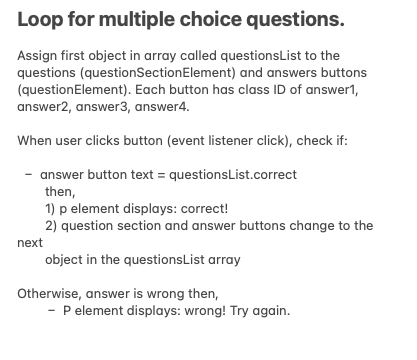 Loop for multiple choice questions.
Assign first object in array called questionsList to the
questions (questionSectionElement) and answers buttons
(questionElement). Each button has class ID of answer1,
answer2, answer3, answer4.
When user clicks button (event listener click), check if:
– answer button text = questionsList.correct
then,
1) p element displays: correct!
2) question section and answer buttons change to the
next
object in the questionsList array
Otherwise, answer is wrong then,
– P element displays: wrong! Try again.